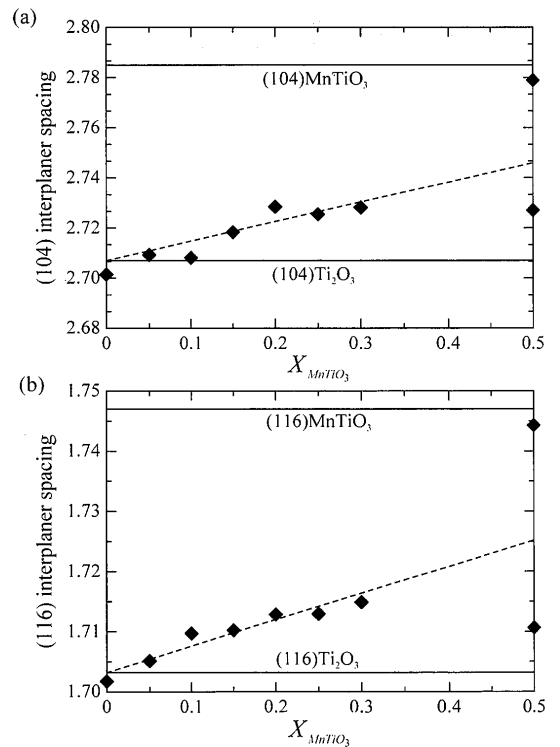 (a)
2.80
2.78
2.76
2.74
2.72
2.70
2.68
(104) interplaner spacing
(104)MnTiO₃
(104)Ti₂O₃
0 0.1 0.2 0.3 0.4 0.5
X MnTiO₃
(b)
1.75
1.74
1.73
1.72
1.71
1.70
(116) interplaner spacing
(116)MnTiO₃
(116)Ti₂O₃
0 0.1 0.2 0.3 0.4 0.5
X MnTiO₃